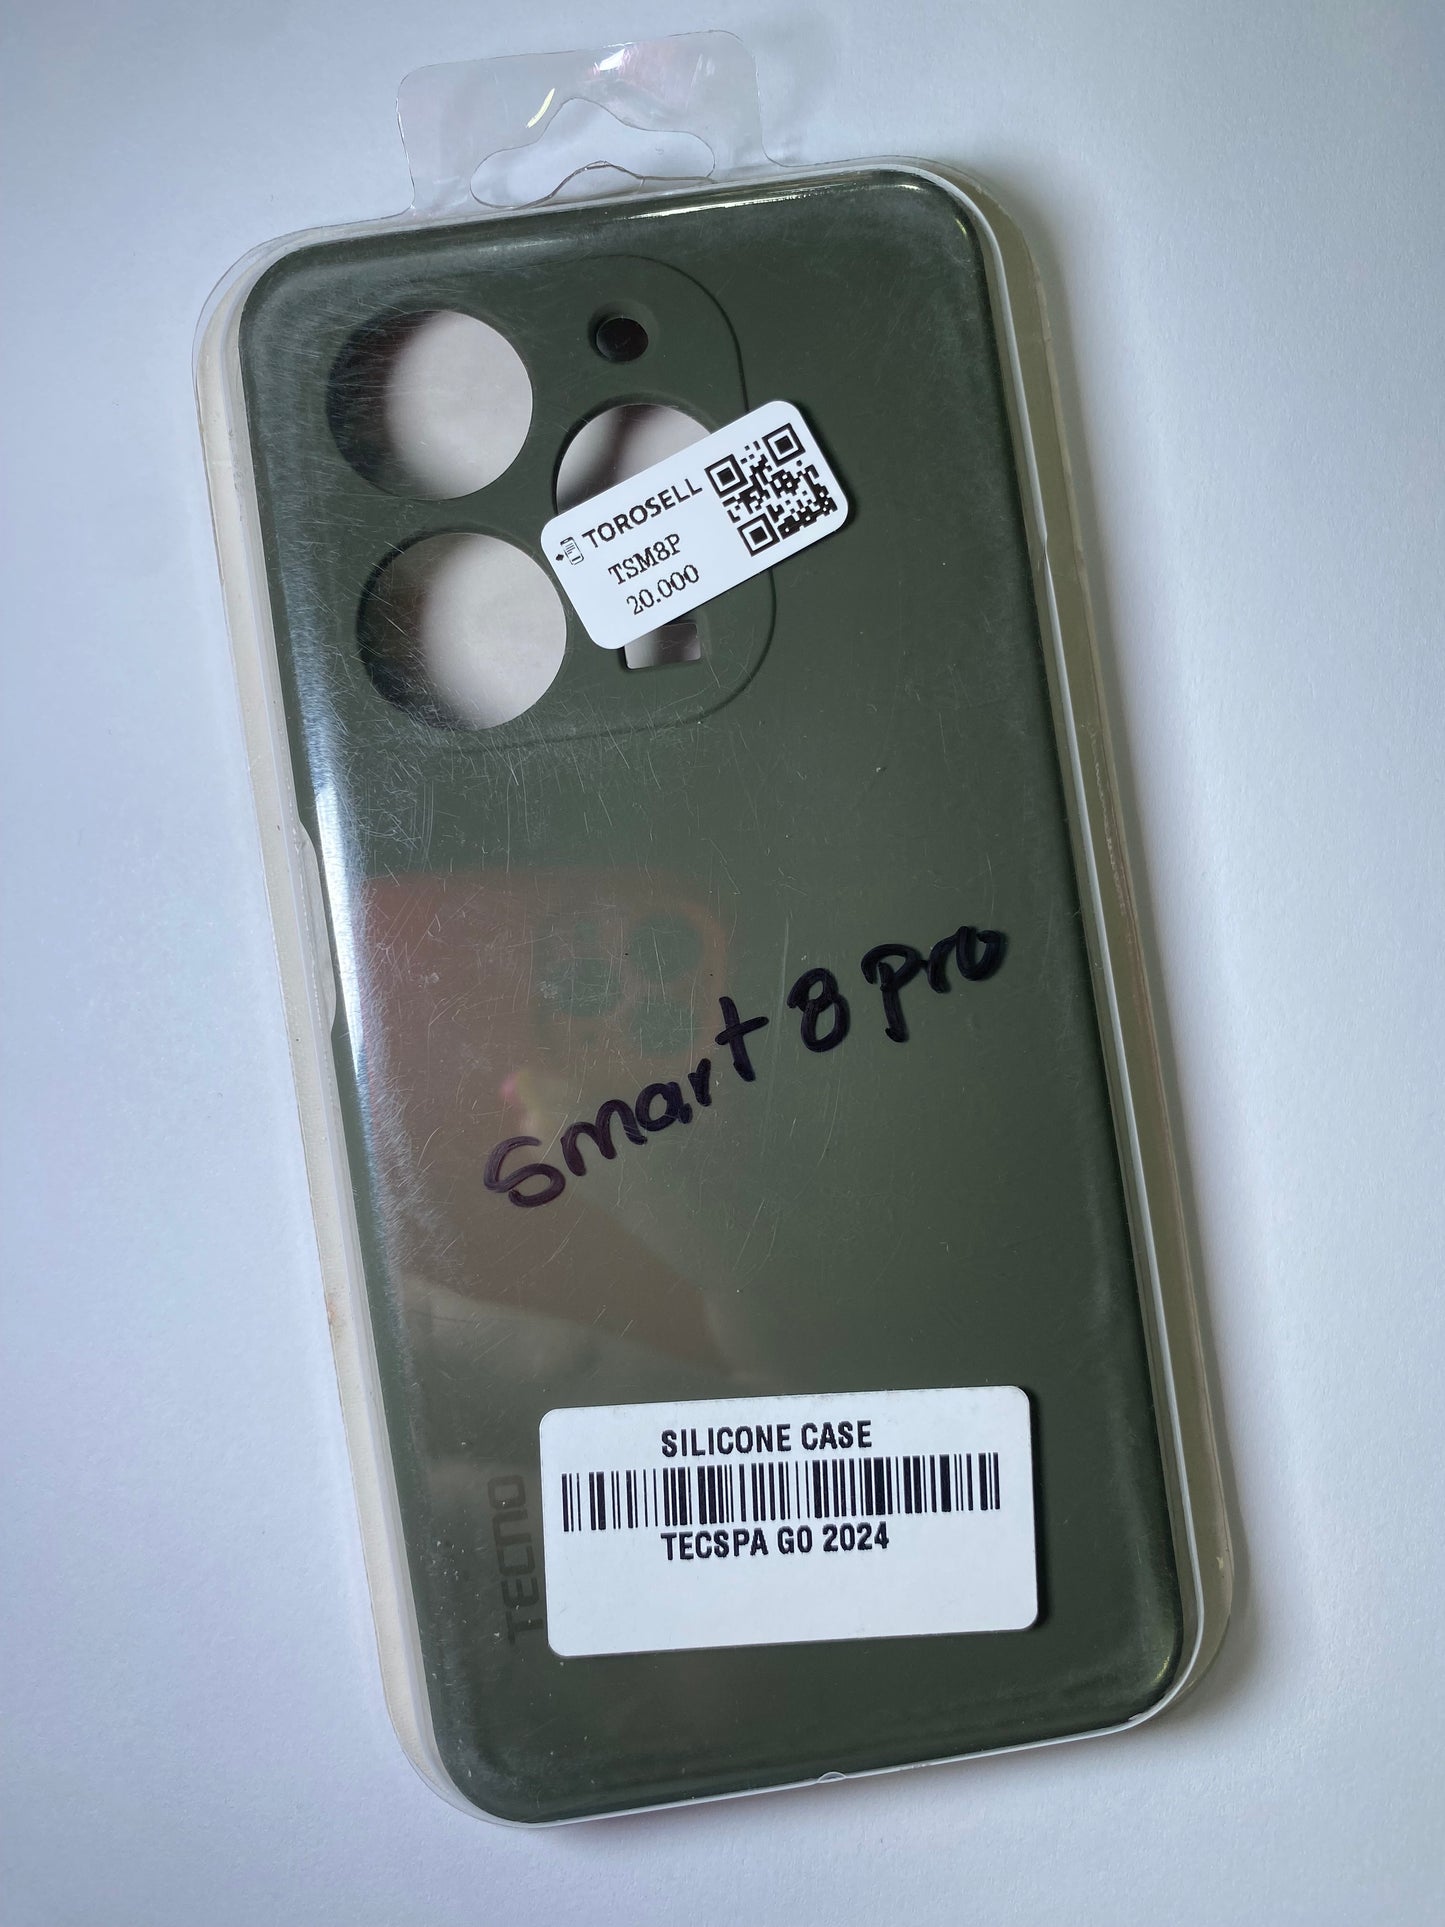 TOROSELL
TSM8P
20.000
Smart 8 Pro
SILICONE CASE
TECSPA GO 2024
TECNO